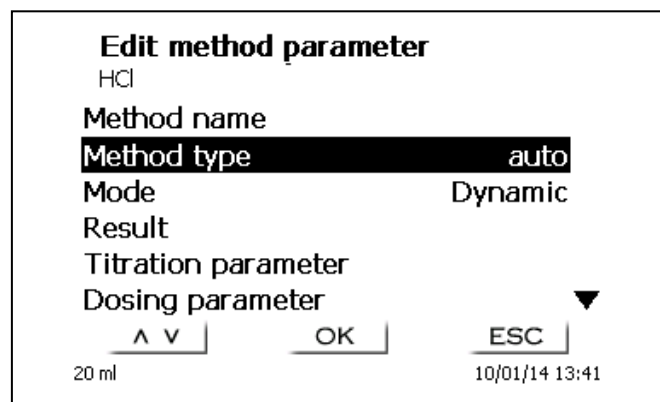 Edit method parameter
HCl
Method name
Method type auto
Mode Dynamic
Result
Titration parameter
Dosing parameter
∧ ∨ OK ESC
20 ml 10/01/14 13:41